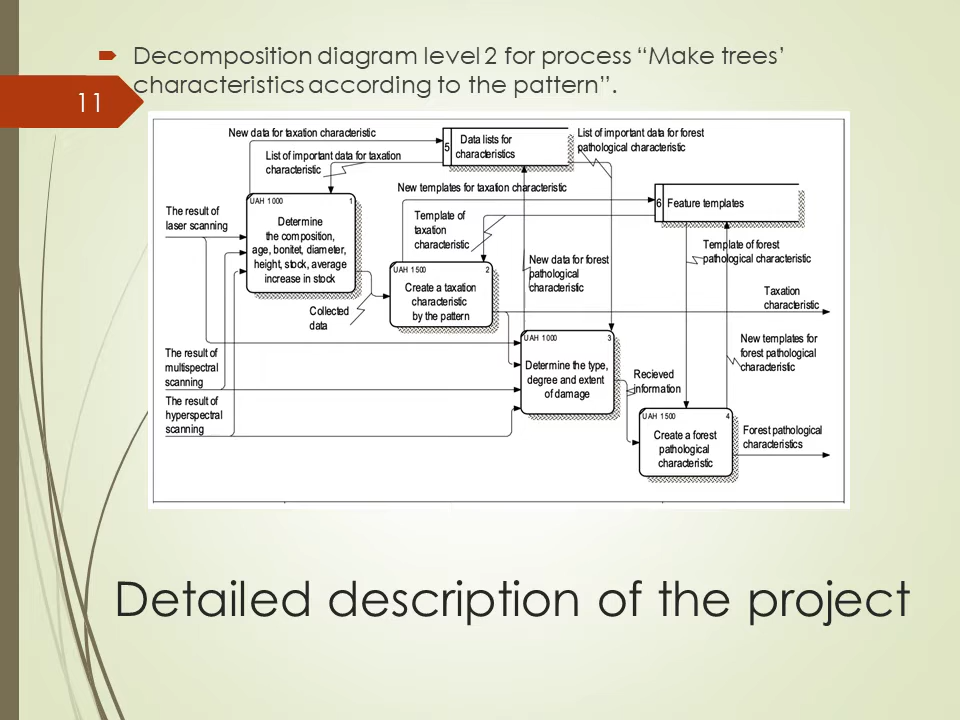 Decomposition diagram level 2 for process “Make trees’
characteristics according to the pattern”.
11
New data for taxation characteristic
List of important data for taxation
characteristic
5
Data lists for
characteristics
List of important data for forest
pathological characteristic
New templates for taxation characteristic
6 Feature templates
The result of
laser scanning
UAH 1000 1
Determine
the composition,
age, bonitet, diameter,
height, stock, average
increase in stock
Template of
taxation
characteristic
UAH 1500 2
Create a taxation
characteristic
by the pattern
New data for forest
pathological
characteristic
Template of forest
pathological characteristic
Taxation
characteristic
Collected
data
The result of
multispectral
scanning
The result of
hyperspectral
scanning
UAH 1000 3
Determine the type,
degree and extent
of damage
Recieved
information
New templates for
forest pathological
characteristic
UAH 1500 4
Create a forest
pathological
characteristic
Forest pathological
characteristics
Detailed description of the project